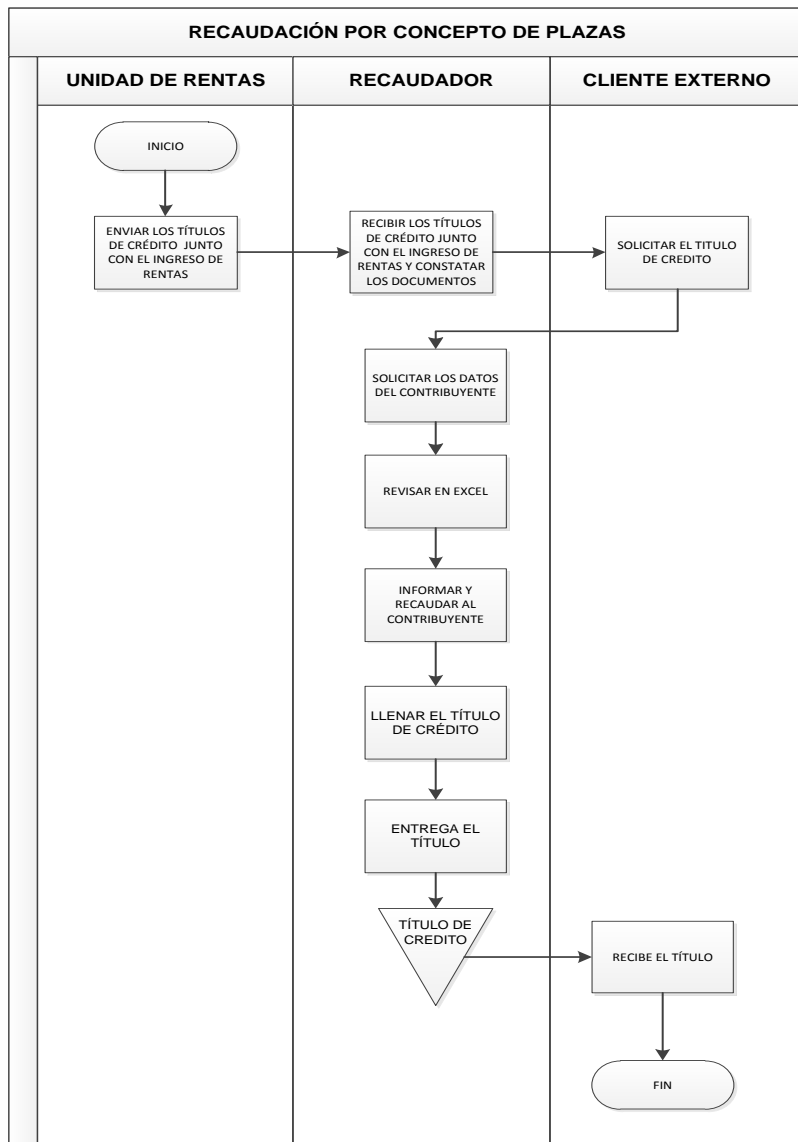 RECAUDACIÓN POR CONCEPTO DE PLAZAS
UNIDAD DE RENTAS
RECAUDADOR
CLIENTE EXTERNO
INICIO
ENVIAR LOS TÍTULOS
DE CRÉDITO JUNTO
CON EL INGRESO DE
RENTAS
RECIBIR LOS TÍTULOS
DE CRÉDITO JUNTO
CON EL INGRESO DE
RENTAS Y CONSTATAR
LOS DOCUMENTOS
SOLICITAR EL TITULO
DE CREDITO
SOLICITAR LOS DATOS
DEL CONTRIBUYENTE
REVISAR EN EXCEL
INFORMAR Y
RECAUDAR AL
CONTRIBUYENTE
LLENAR EL TÍTULO
DE CRÉDITO
ENTREGA EL
TÍTULO
TÍTULO DE
CREDITO
RECIBE EL TÍTULO
FIN